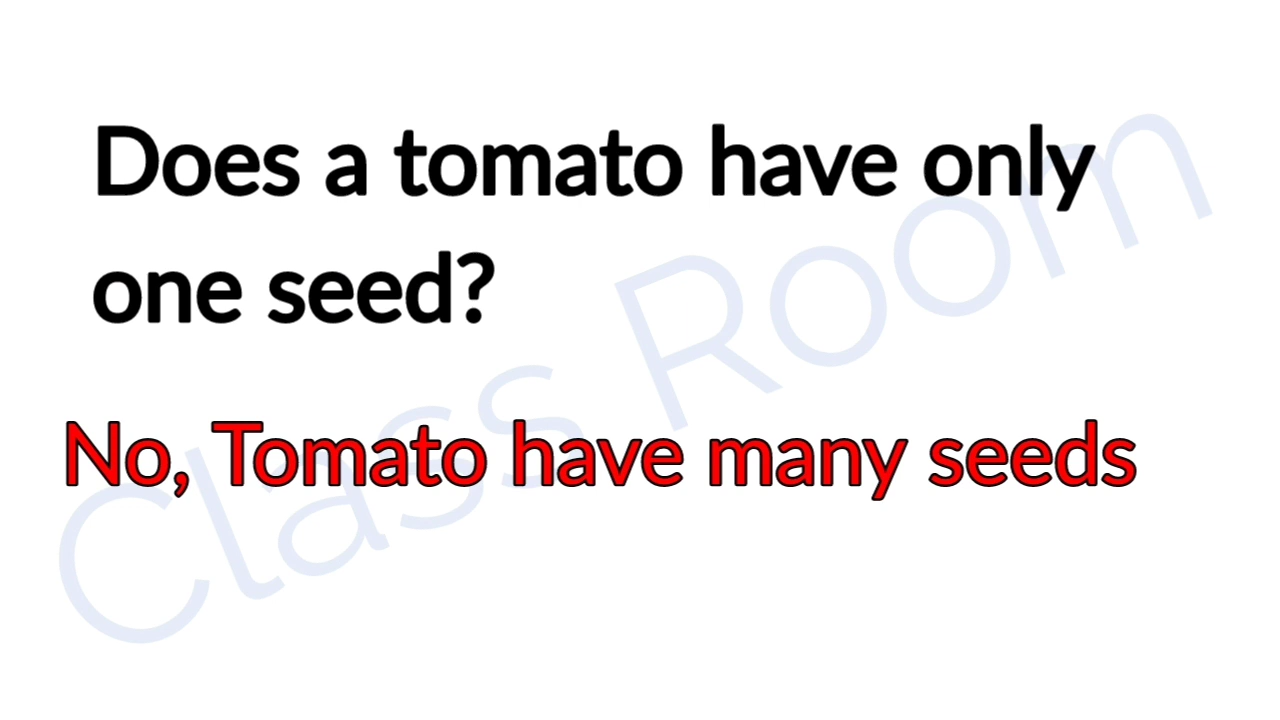 Does a tomato have only
one seed?
No, Tomato have many seeds
Class Room